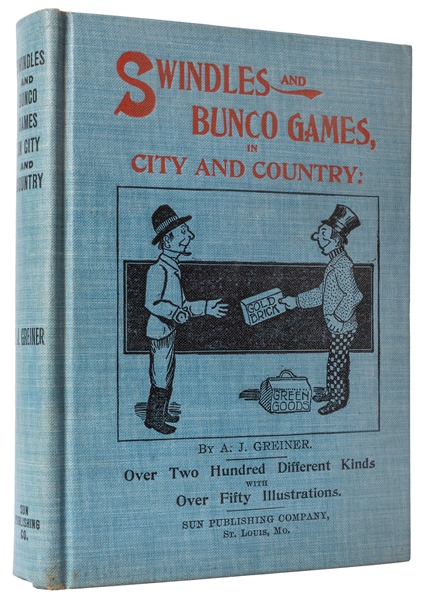 SWINDLES AND
BUNCO GAMES,
IN
CITY AND COUNTRY:
GOLD
BRICK
GREEN
GOODS
BY A. J. GREINER.
Over Two Hundred Different Kinds
WITH
Over Fifty Illustrations.
SUN PUBLISHING COMPANY,
ST. LOUIS, MO.
SWINDLES
AND
BUNCO
GAMES
IN CITY
AND
COUNTRY
GREINER
SUN
PUBLISHING
CO.